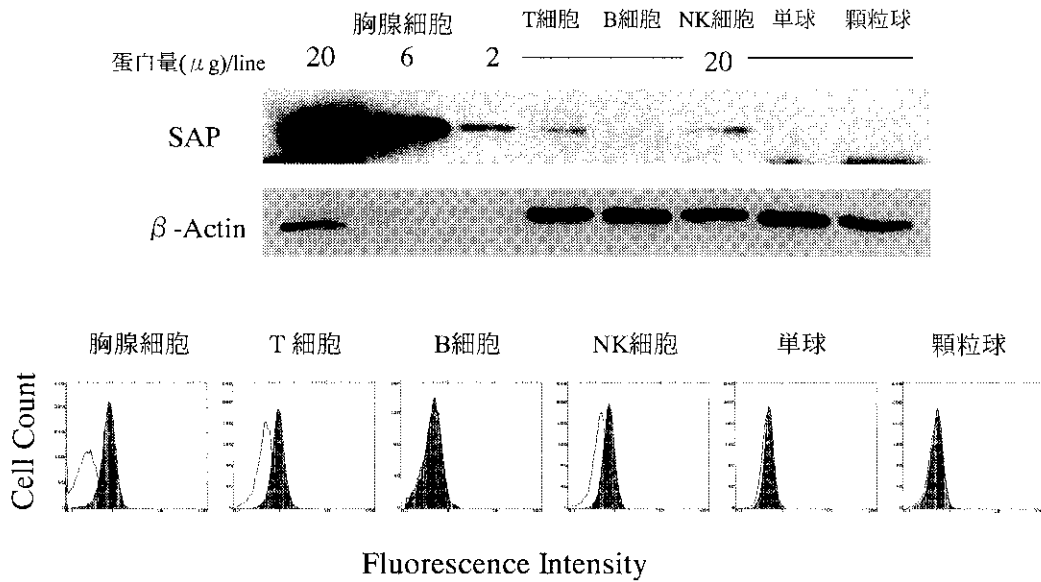 胸腺細胞 T細胞 B細胞 NK細胞 単球 顆粒球
蛋白量(μg)/line 20 6 2 20
SAP
β-Actin
胸腺細胞 T 細胞 B細胞 NK細胞 単球 顆粒球
Cell Count
Fluorescence Intensity